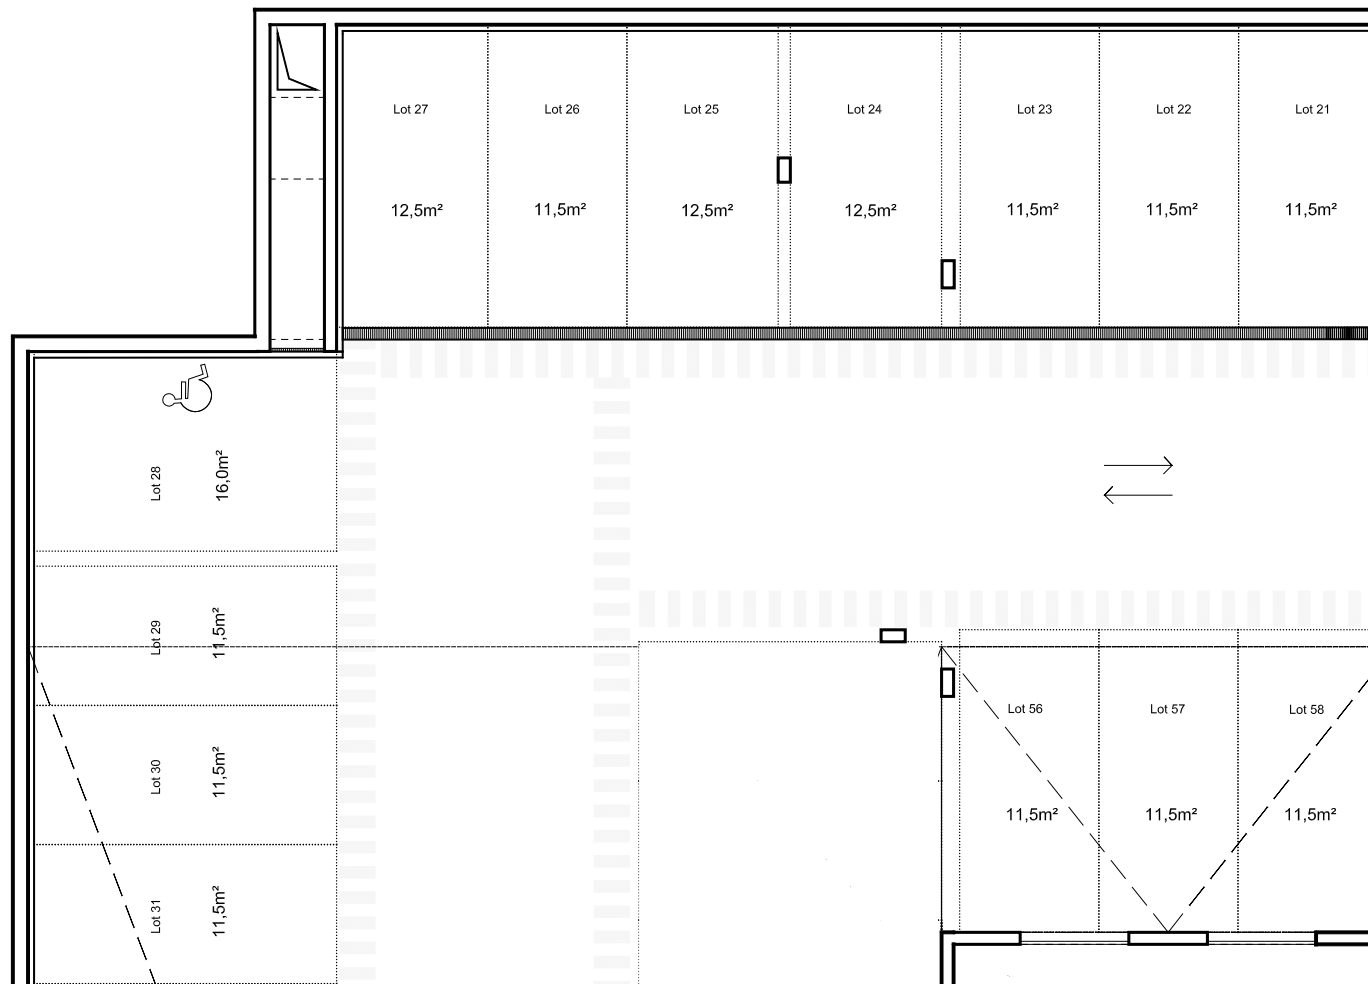 Lot 27
Lot 26
Lot 25
Lot 24
Lot 23
Lot 22
Lot 21
12,5m²
11,5m²
12,5m²
12,5m²
11,5m²
11,5m²
11,5m²
Lot 28
16,0m²
Lot 29
11,5m²
Lot 30
11,5m²
Lot 31
11,5m²
Lot 56
Lot 57
Lot 58
11,5m²
11,5m²
11,5m²